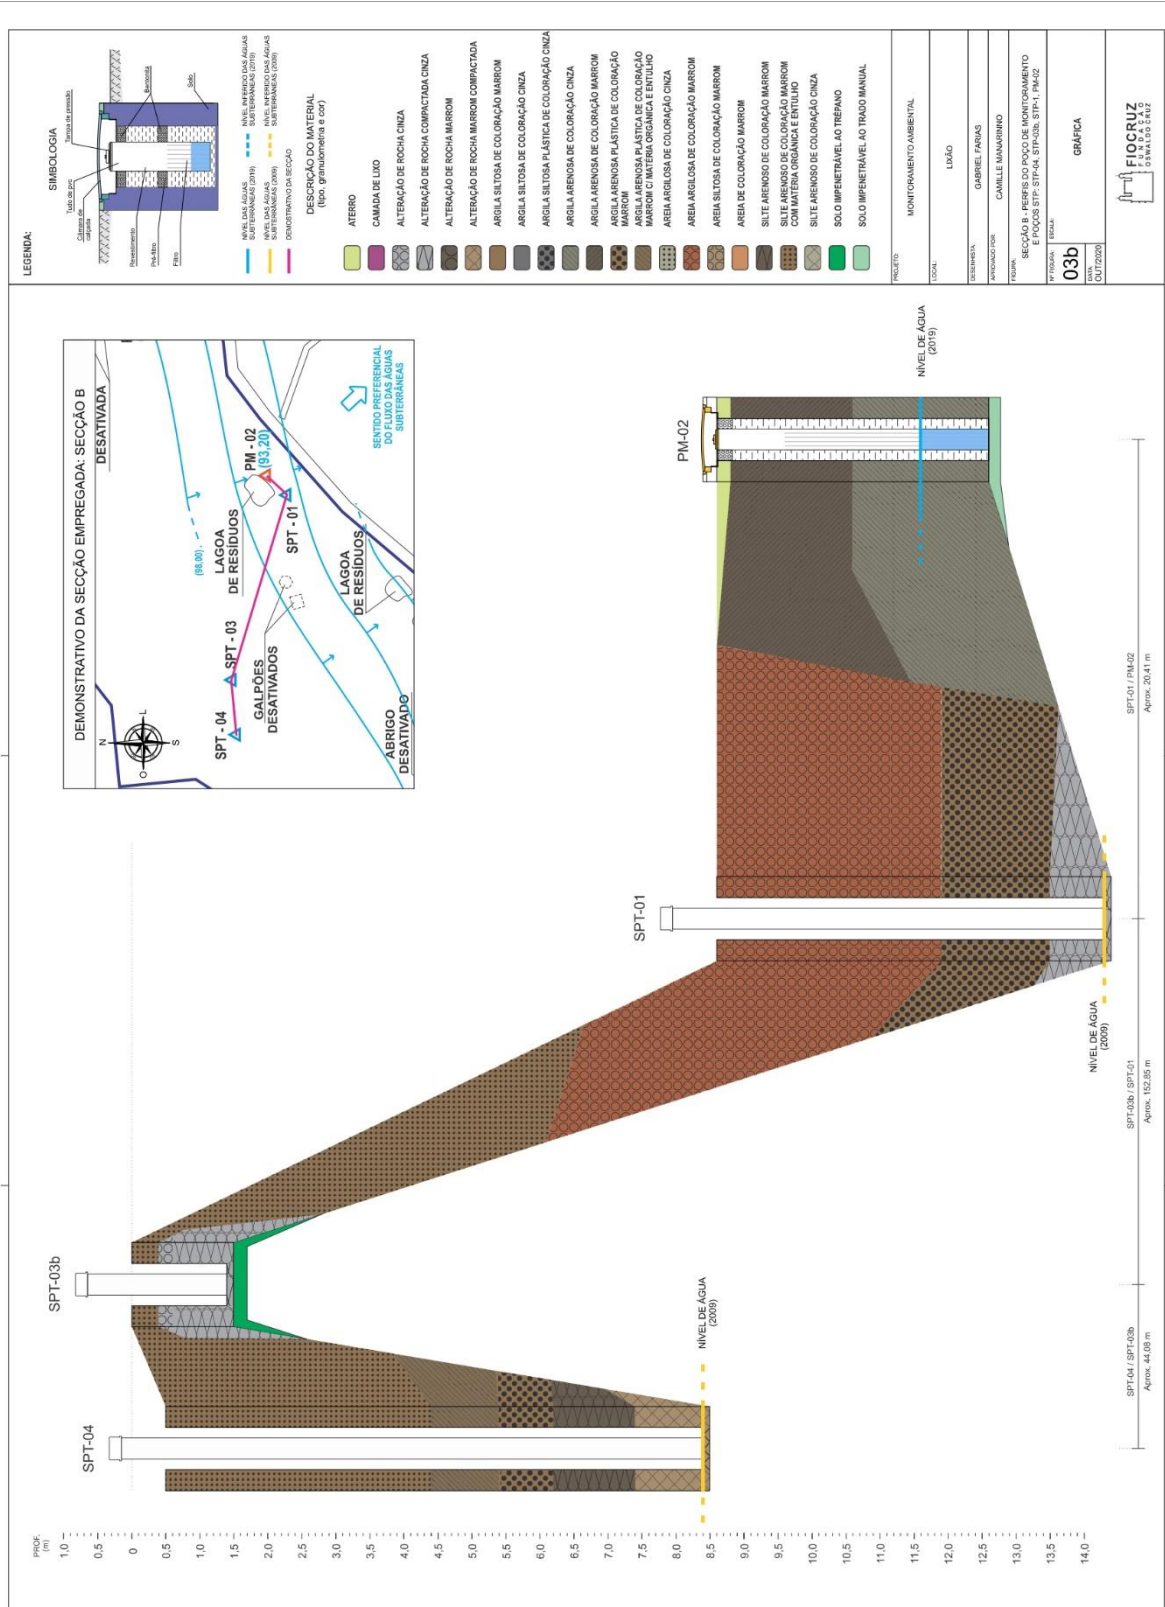 LEGENDA:
SIMBOLOGIA
Câmara de calçada
Tudo de pvc
Tampa de pressão
Bentonita
Revestimento
Pré-filtro
Filtro
Solo
NÍVEL DAS ÁGUAS
SUBTERRÂNEAS (2019)
NÍVEL INFERIDO DAS ÁGUAS
SUBTERRÂNEAS (2019)
NÍVEL DAS ÁGUAS
SUBTERRÂNEAS (2009)
NÍVEL INFERIDO DAS ÁGUAS
SUBTERRÂNEAS (2009)
DEMOSTRATIVO DA SECÇÃO
DESCRIÇÃO DO MATERIAL
(tipo, granulometria e cor)
ATERRO
CAMADA DE LIXO
ALTERAÇÃO DE ROCHA CINZA
ALTERAÇÃO DE ROCHA COMPACTADA CINZA
ALTERAÇÃO DE ROCHA MARROM
ALTERAÇÃO DE ROCHA MARROM COMPACTADA
ARGILA SILTOSA DE COLORAÇÃO MARROM
ARGILA SILTOSA DE COLORAÇÃO CINZA
ARGILA SILTOSA PLÁSTICA DE COLORAÇÃO CINZA
ARGILA ARENOSA DE COLORAÇÃO CINZA
ARGILA ARENOSA DE COLORAÇÃO MARROM
ARGILA ARENOSA PLÁSTICA DE COLORAÇÃO
MARROM
ARGILA ARENOSA PLÁSTICA DE COLORAÇÃO
MARROM C/ MATÉRIA ORGÂNICA E ENTULHO
AREIA ARGILOSA DE COLORAÇÃO CINZA
AREIA ARGILOSA DE COLORAÇÃO MARROM
AREIA SILTOSA DE COLORAÇÃO MARROM
AREIA DE COLORAÇÃO MARROM
SILTE ARENOSO DE COLORAÇÃO MARROM
SILTE ARENOSO DE COLORAÇÃO MARROM
COM MATÉRIA ORGÂNICA E ENTULHO
SILTE ARENOSO DE COLORAÇÃO CINZA
SOLO IMPENETRÁVEL AO TRÉPANO
SOLO IMPENETRÁVEL AO TRADO MANUAL
PROJETO:
MONITORAMENTO AMBIENTAL
LOCAL:
LIXÃO
DESENHISTA:
GABRIEL FARIAS
APROVADO POR:
CAMILLE MANARINNO
FIGURA:
SECÇÃO B - PERFIS DO POÇO DE MONITORAMENTO
E POÇOS STP: STP-04, STP-03b, STP-1, PM-02
Nº FIGURA:
03b
ESCALA:
GRÁFICA
DATA:
OUT/2020
FIOCRUZ
FUNDAÇÃO
OSWALDO CRUZ
DEMONSTRATIVO DA SECÇÃO EMPREGADA: SECÇÃO B
DESATIVADA
N
L
S
O
(98,00)
PM - 02
(93,20)
LAGOA
DE RESÍDUOS
SPT - 01
SPT - 03
SPT - 04
GALPÕES
DESATIVADOS
LAGOA
DE RESÍDUOS
ABRIGO
DESATIVADO
SENTIDO PREFERENCIAL
DO FLUXO DAS ÁGUAS
SUBTERRÂNEAS
PROF.
(m)
1,0
0,5
0
0,5
1,0
1,5
2,0
2,5
3,0
3,5
4,0
4,5
5,0
5,5
6,0
6,5
7,0
7,5
8,0
8,5
9,0
9,5
10,0
10,5
11,0
11,5
12,0
12,5
13,0
13,5
14,0
SPT-04
SPT-03b
SPT-01
PM-02
NÍVEL DE ÁGUA
(2009)
NÍVEL DE ÁGUA
(2009)
NÍVEL DE ÁGUA
(2019)
SPT-04 / SPT-03b
Aprox. 44,08 m
SPT-03b / SPT-01
Aprox. 152,85 m
SPT-01 / PM-02
Aprox. 20,41 m